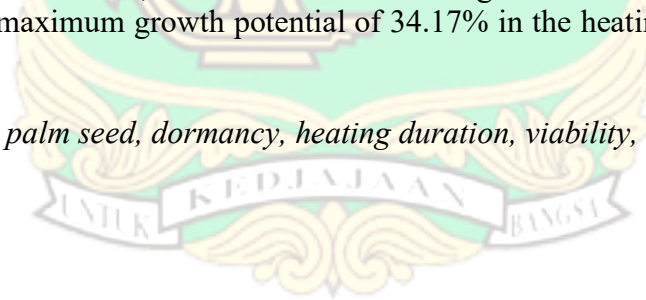 maximum growth potential of 34.17% in the heatin
palm seed, dormancy, heating duration, viability,
UNTUK KEDJAJAAN BANGSA